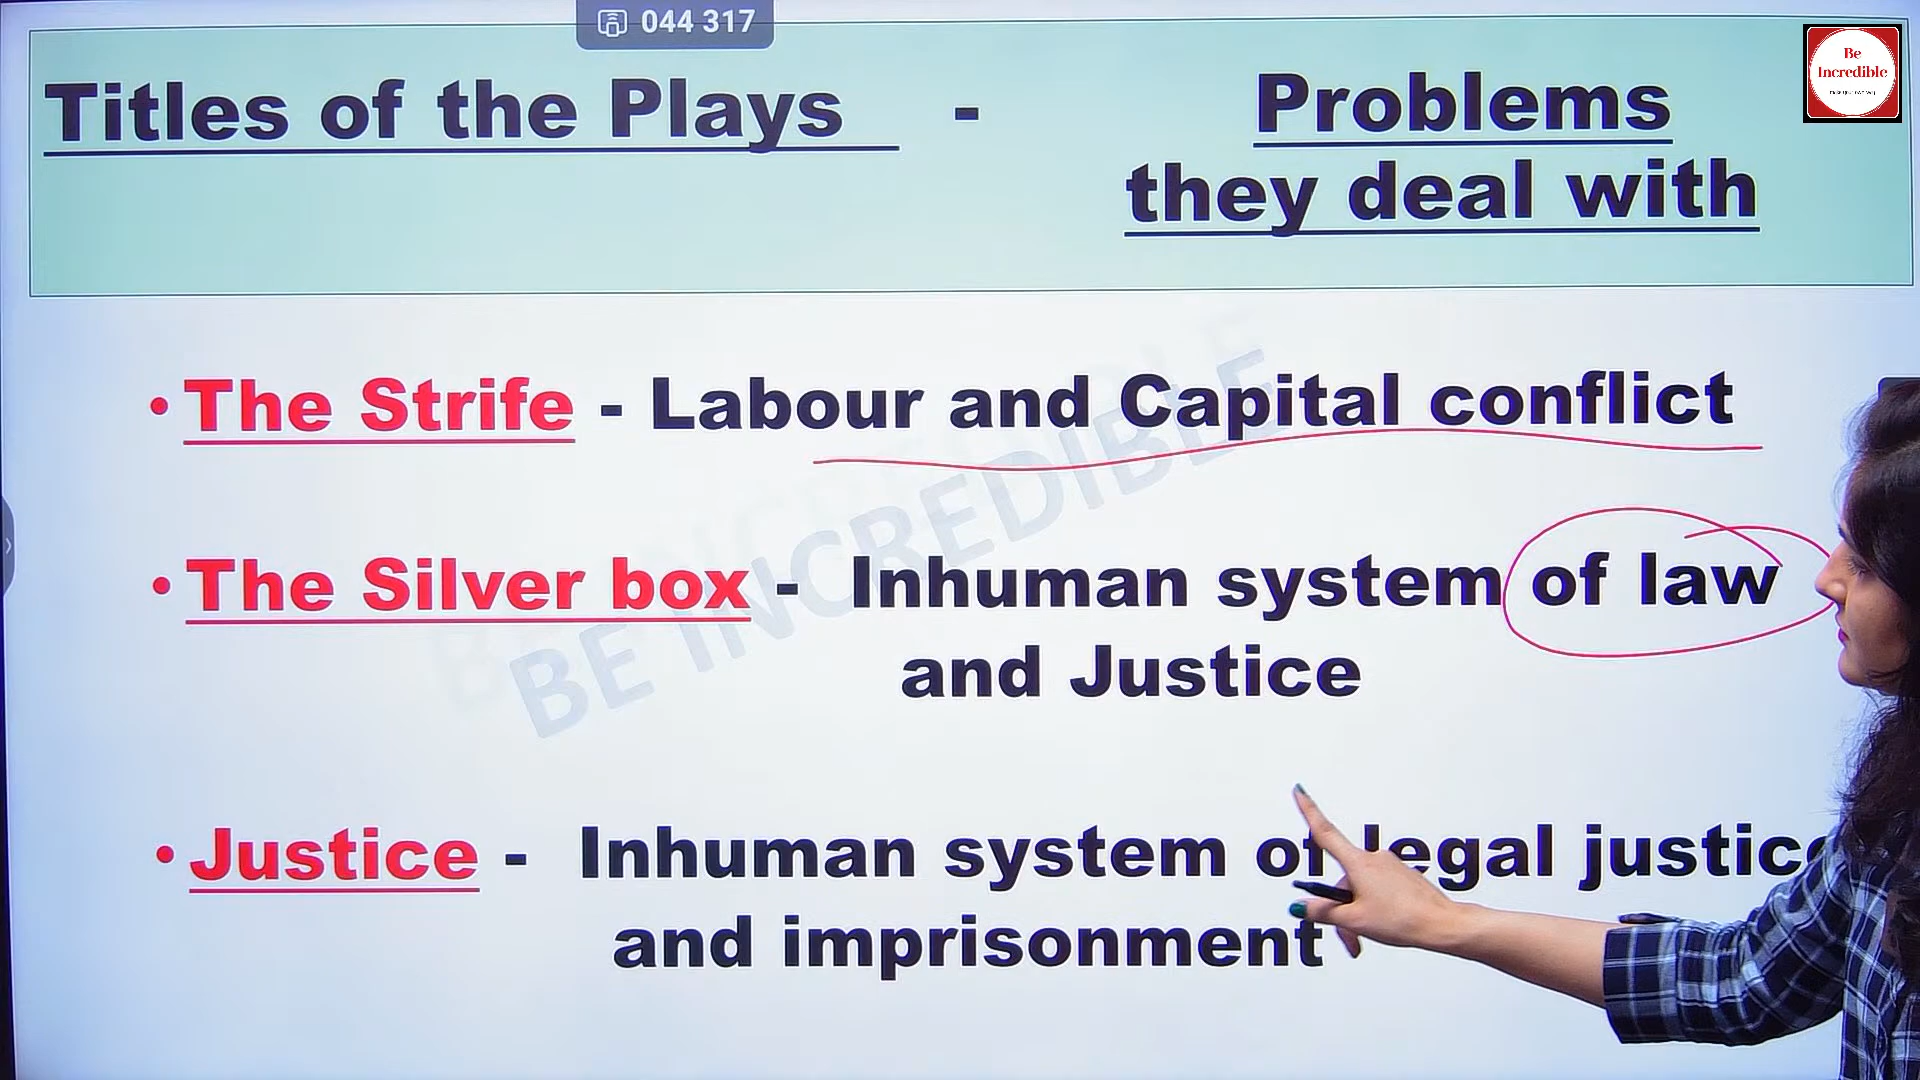 044 317
Be
Incredible
Titles of the Plays - Problems
they deal with
• The Strife - Labour and Capital conflict
• The Silver box - Inhuman system of law
and Justice
• Justice - Inhuman system of legal justice
and imprisonment
BE INCREDIBLE